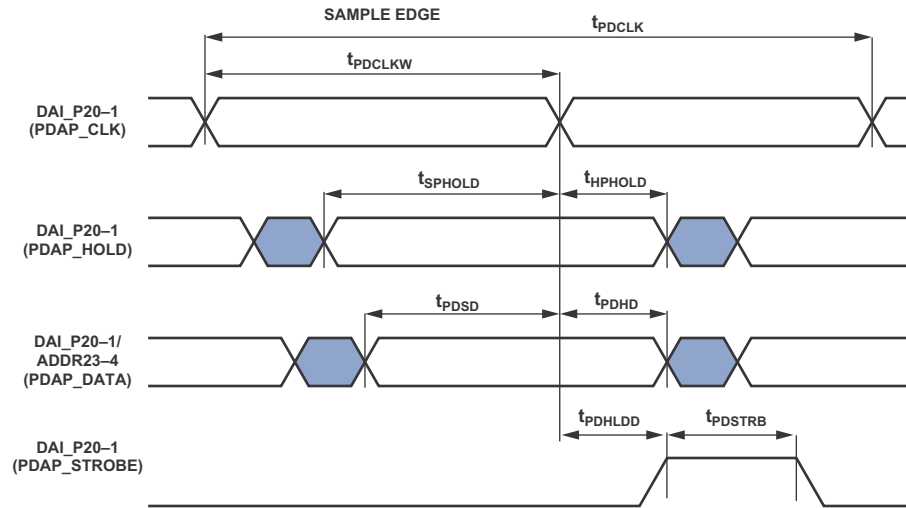 SAMPLE EDGE
tPDCLK
tPDCLKW
DAI_P20–1
(PDAP_CLK)
tSPHOLD
tHPHOLD
DAI_P20–1
(PDAP_HOLD)
tPDSD
tPDHD
DAI_P20–1/
ADDR23–4
(PDAP_DATA)
tPDHLDD
tPDSTRB
DAI_P20–1
(PDAP_STROBE)